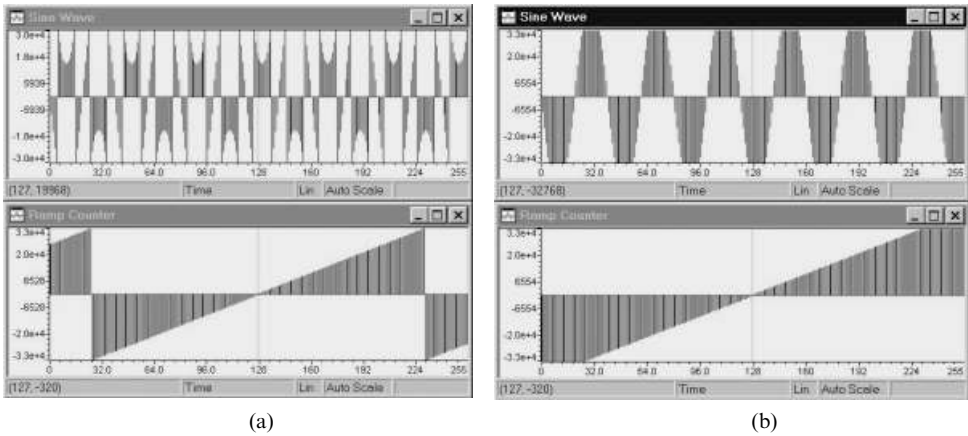 Sine Wave
3.0e+4
1.8e+4
9939
-5939
-1.8e+4
-3.0e+4
0 32.0 64.0 96.0 128 160 192 224 255
(127, 19968) Time Lin Auto Scale
Ramp Counter
3.3e+4
2.0e+4
6528
-6528
-2.0e+4
-3.3e+4
0 32.0 64.0 96.0 128 160 192 224 255
(127, -320) Time Lin Auto Scale
(a)
Sine Wave
3.3e+4
2.0e+4
6554
-6554
-2.0e+4
-3.3e+4
0 32.0 64.0 96.0 128 160 192 224 255
(127, -32768) Time Lin Auto Scale
Ramp Counter
3.3e+4
2.0e+4
6554
-6554
-2.0e+4
-3.3e+4
0 32.0 64.0 96.0 128 160 192 224 255
(127, -320) Time Lin Auto Scale
(b)